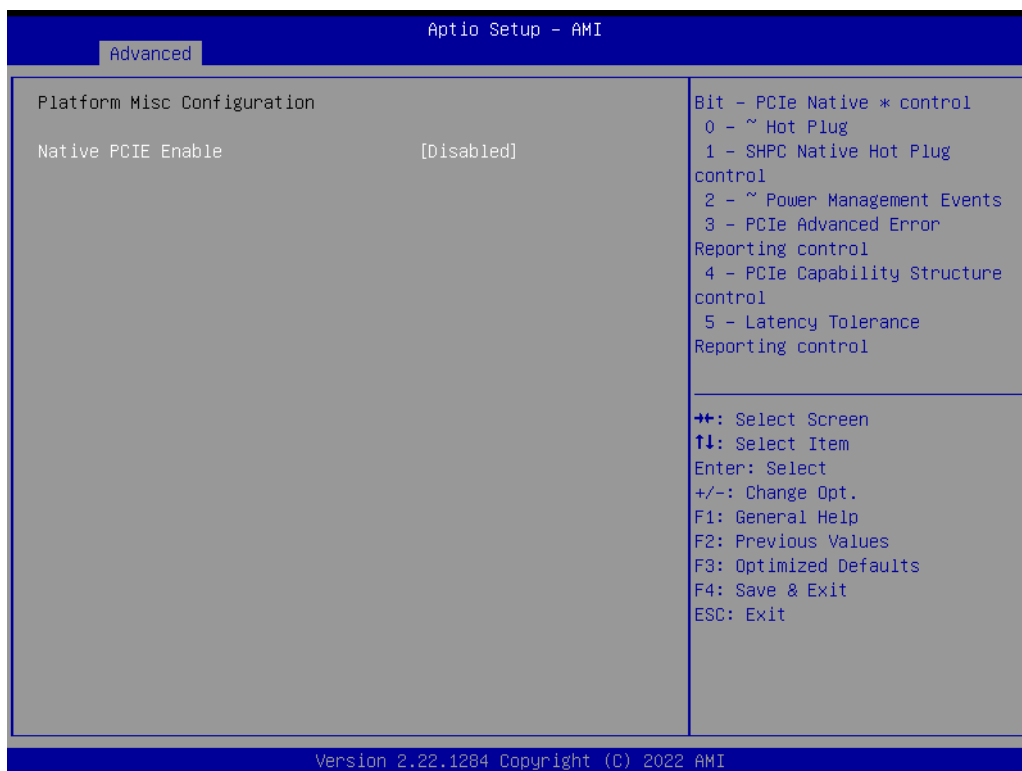 Aptio Setup - AMI
Advanced
Platform Misc Configuration
Native PCIE Enable [Disabled]
Bit - PCIe Native * control
0 - ~ Hot Plug
1 - SHPC Native Hot Plug
control
2 - ~ Power Management Events
3 - PCIe Advanced Error
Reporting control
4 - PCIe Capability Structure
control
5 - Latency Tolerance
Reporting control
→←: Select Screen
↑↓: Select Item
Enter: Select
+/-: Change Opt.
F1: General Help
F2: Previous Values
F3: Optimized Defaults
F4: Save & Exit
ESC: Exit
Version 2.22.1284 Copyright (C) 2022 AMI